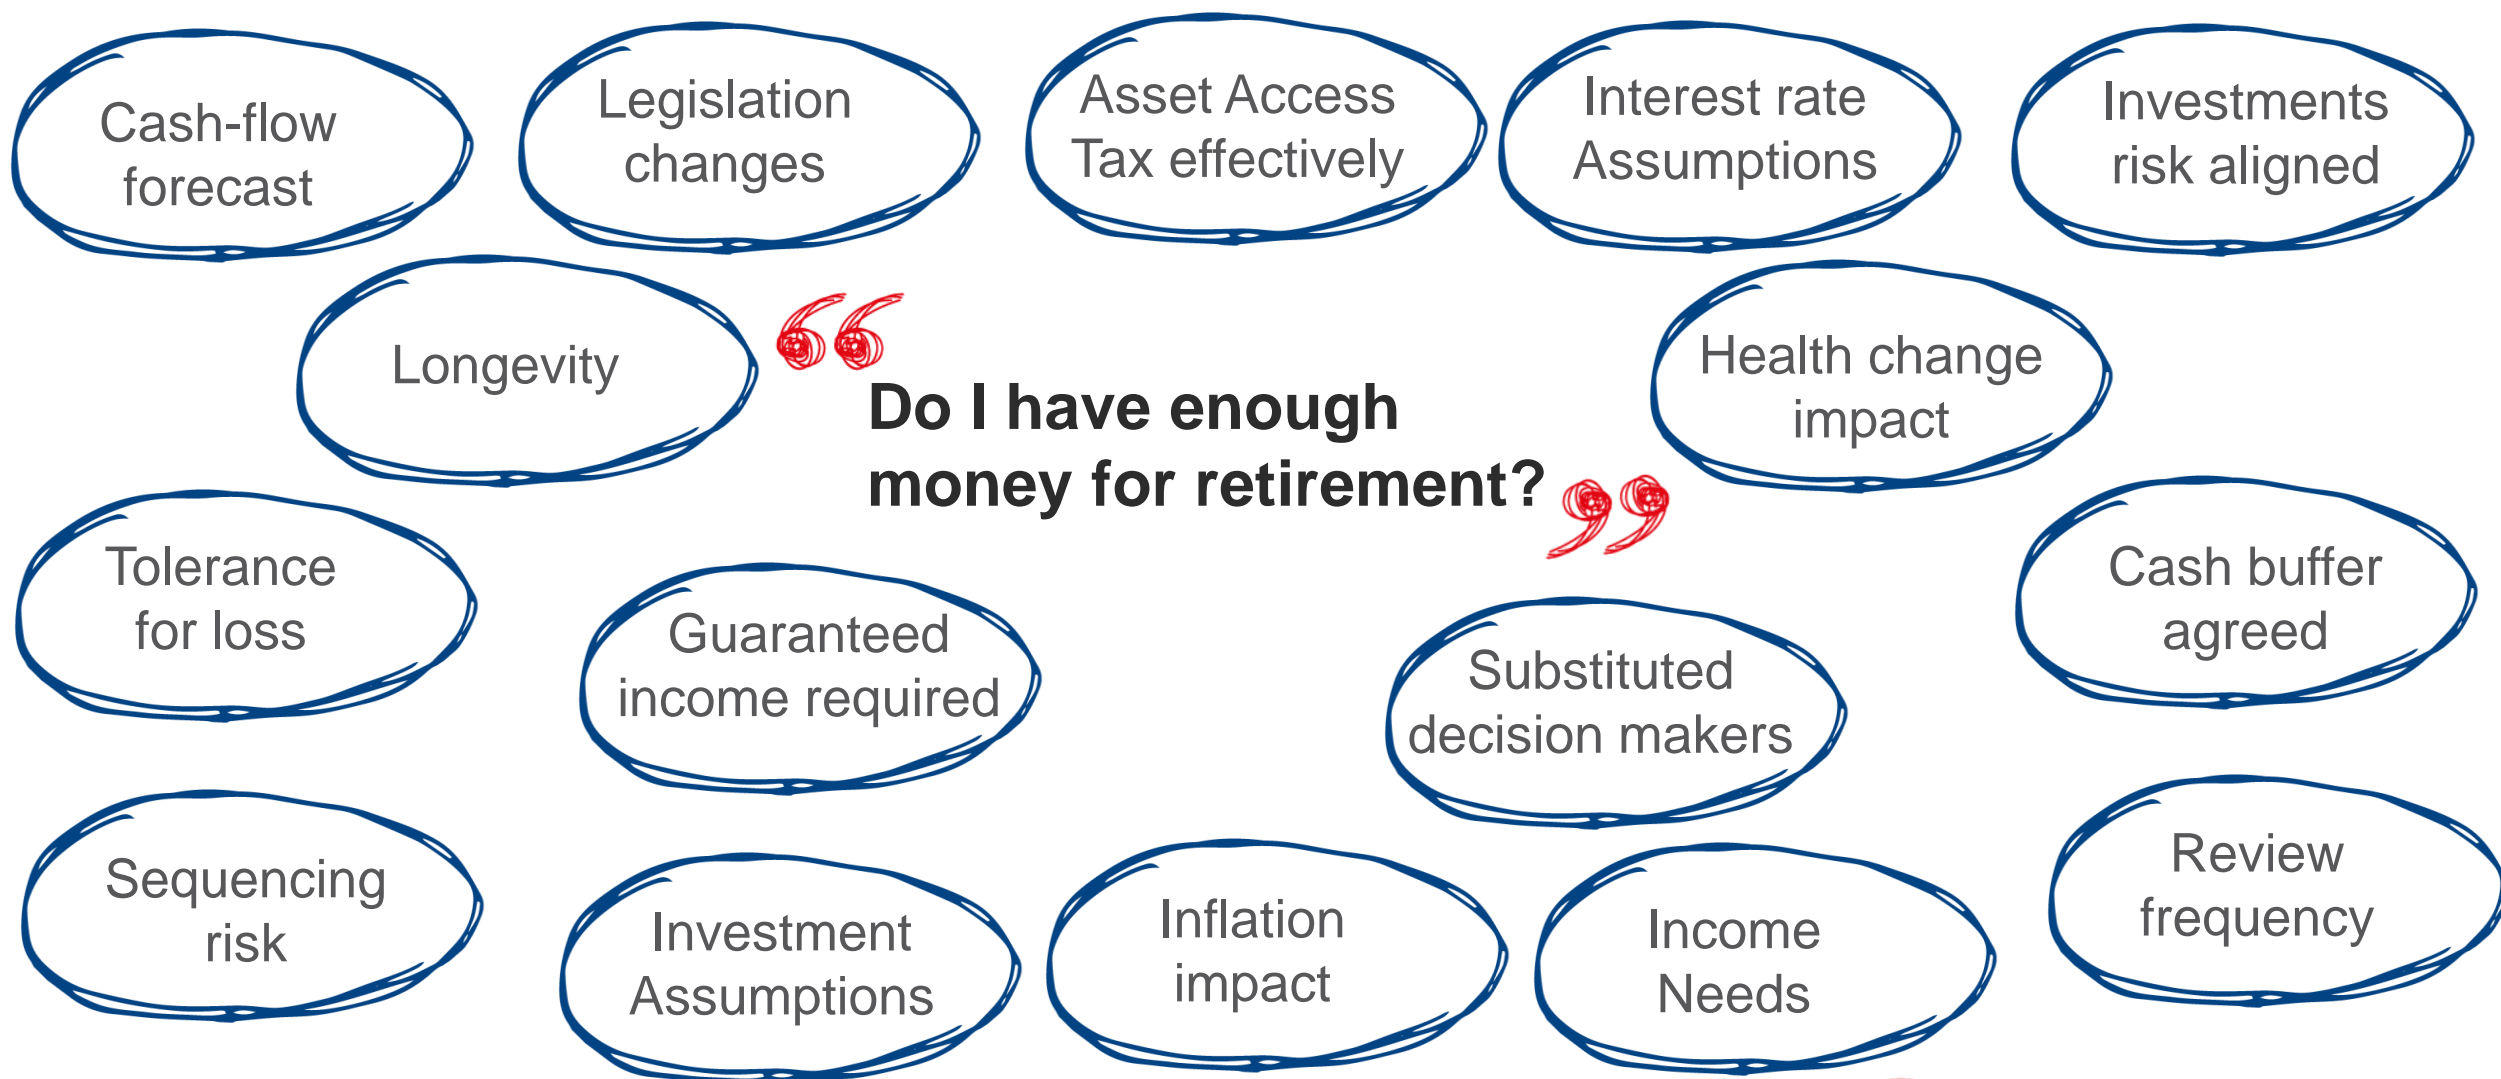 Cash-flow
forecast
Legislation
changes
Asset Access
Tax effectively
Interest rate
Assumptions
Investments
risk aligned
Longevity
“
Do I have enough
money for retirement?
”
Health change
impact
Tolerance
for loss
Guaranteed
income required
Substituted
decision makers
Cash buffer
agreed
Sequencing
risk
Investment
Assumptions
Inflation
impact
Income
Needs
Review
frequency